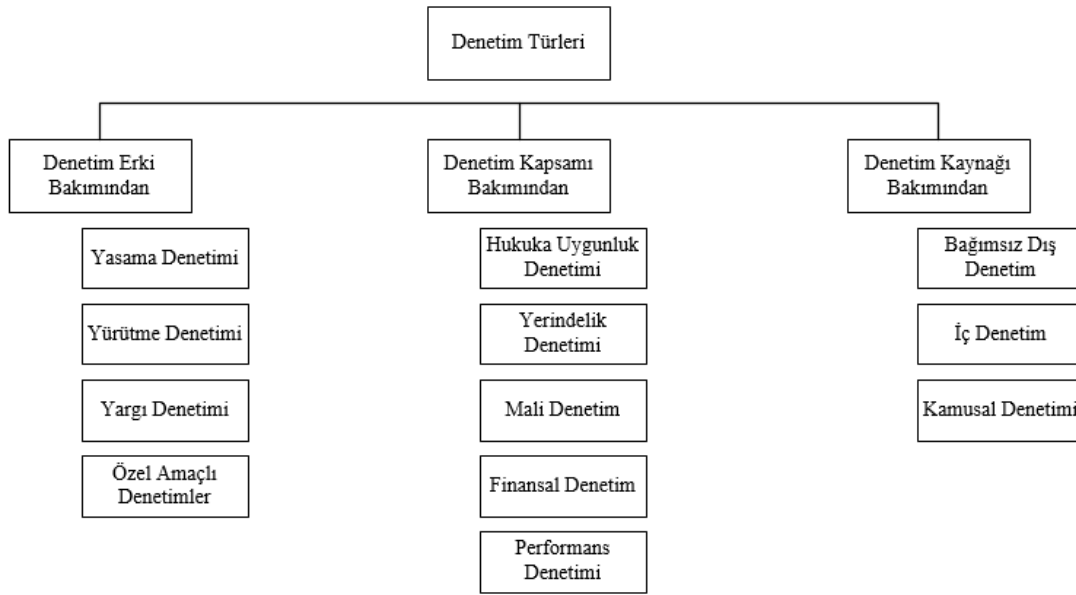 Denetim Türleri
Denetim Erki
Bakımından
Yasama Denetimi
Yürütme Denetimi
Yargı Denetimi
Özel Amaçlı
Denetimler
Denetim Kapsamı
Bakımından
Hukuka Uygunluk
Denetimi
Yerindelik
Denetimi
Mali Denetim
Finansal Denetim
Performans
Denetimi
Denetim Kaynağı
Bakımından
Bağımsız Dış
Denetim
İç Denetim
Kamusal Denetimi